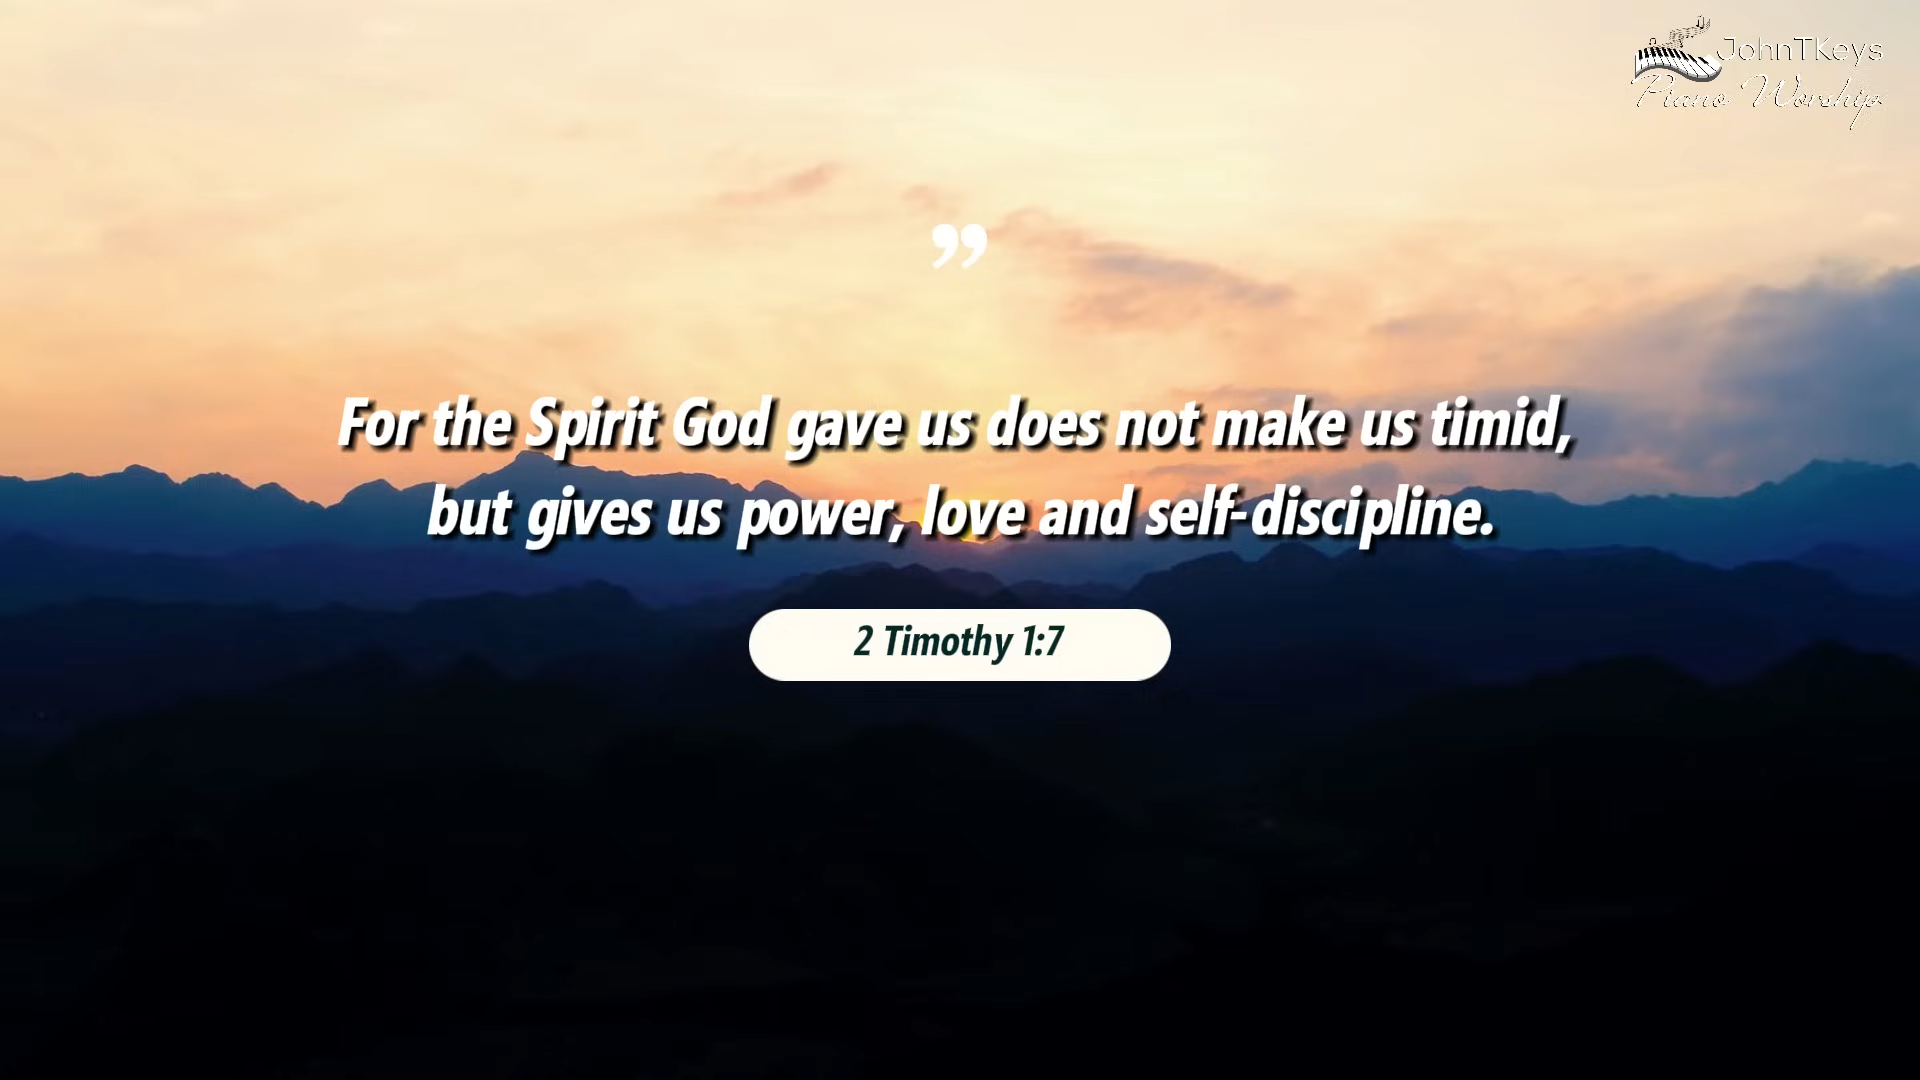 JohnTKeys
Piano Worship
”
For the Spirit God gave us does not make us timid,
but gives us power, love and self-discipline.
2 Timothy 1:7